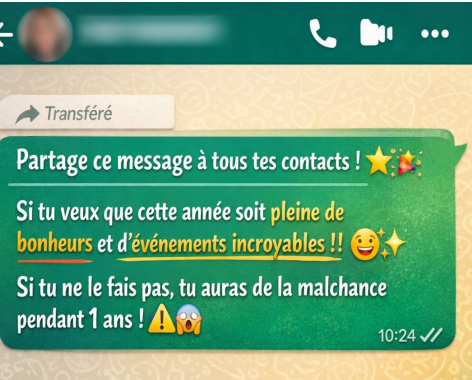 Transféré
Partage ce message à tous tes contacts ! ⭐🎉
Si tu veux que cette année soit pleine de
bonheurs et d'événements incroyables !! 😄✨
Si tu ne le fais pas, tu auras de la malchance
pendant 1 ans ! ⚠️😱
10:24